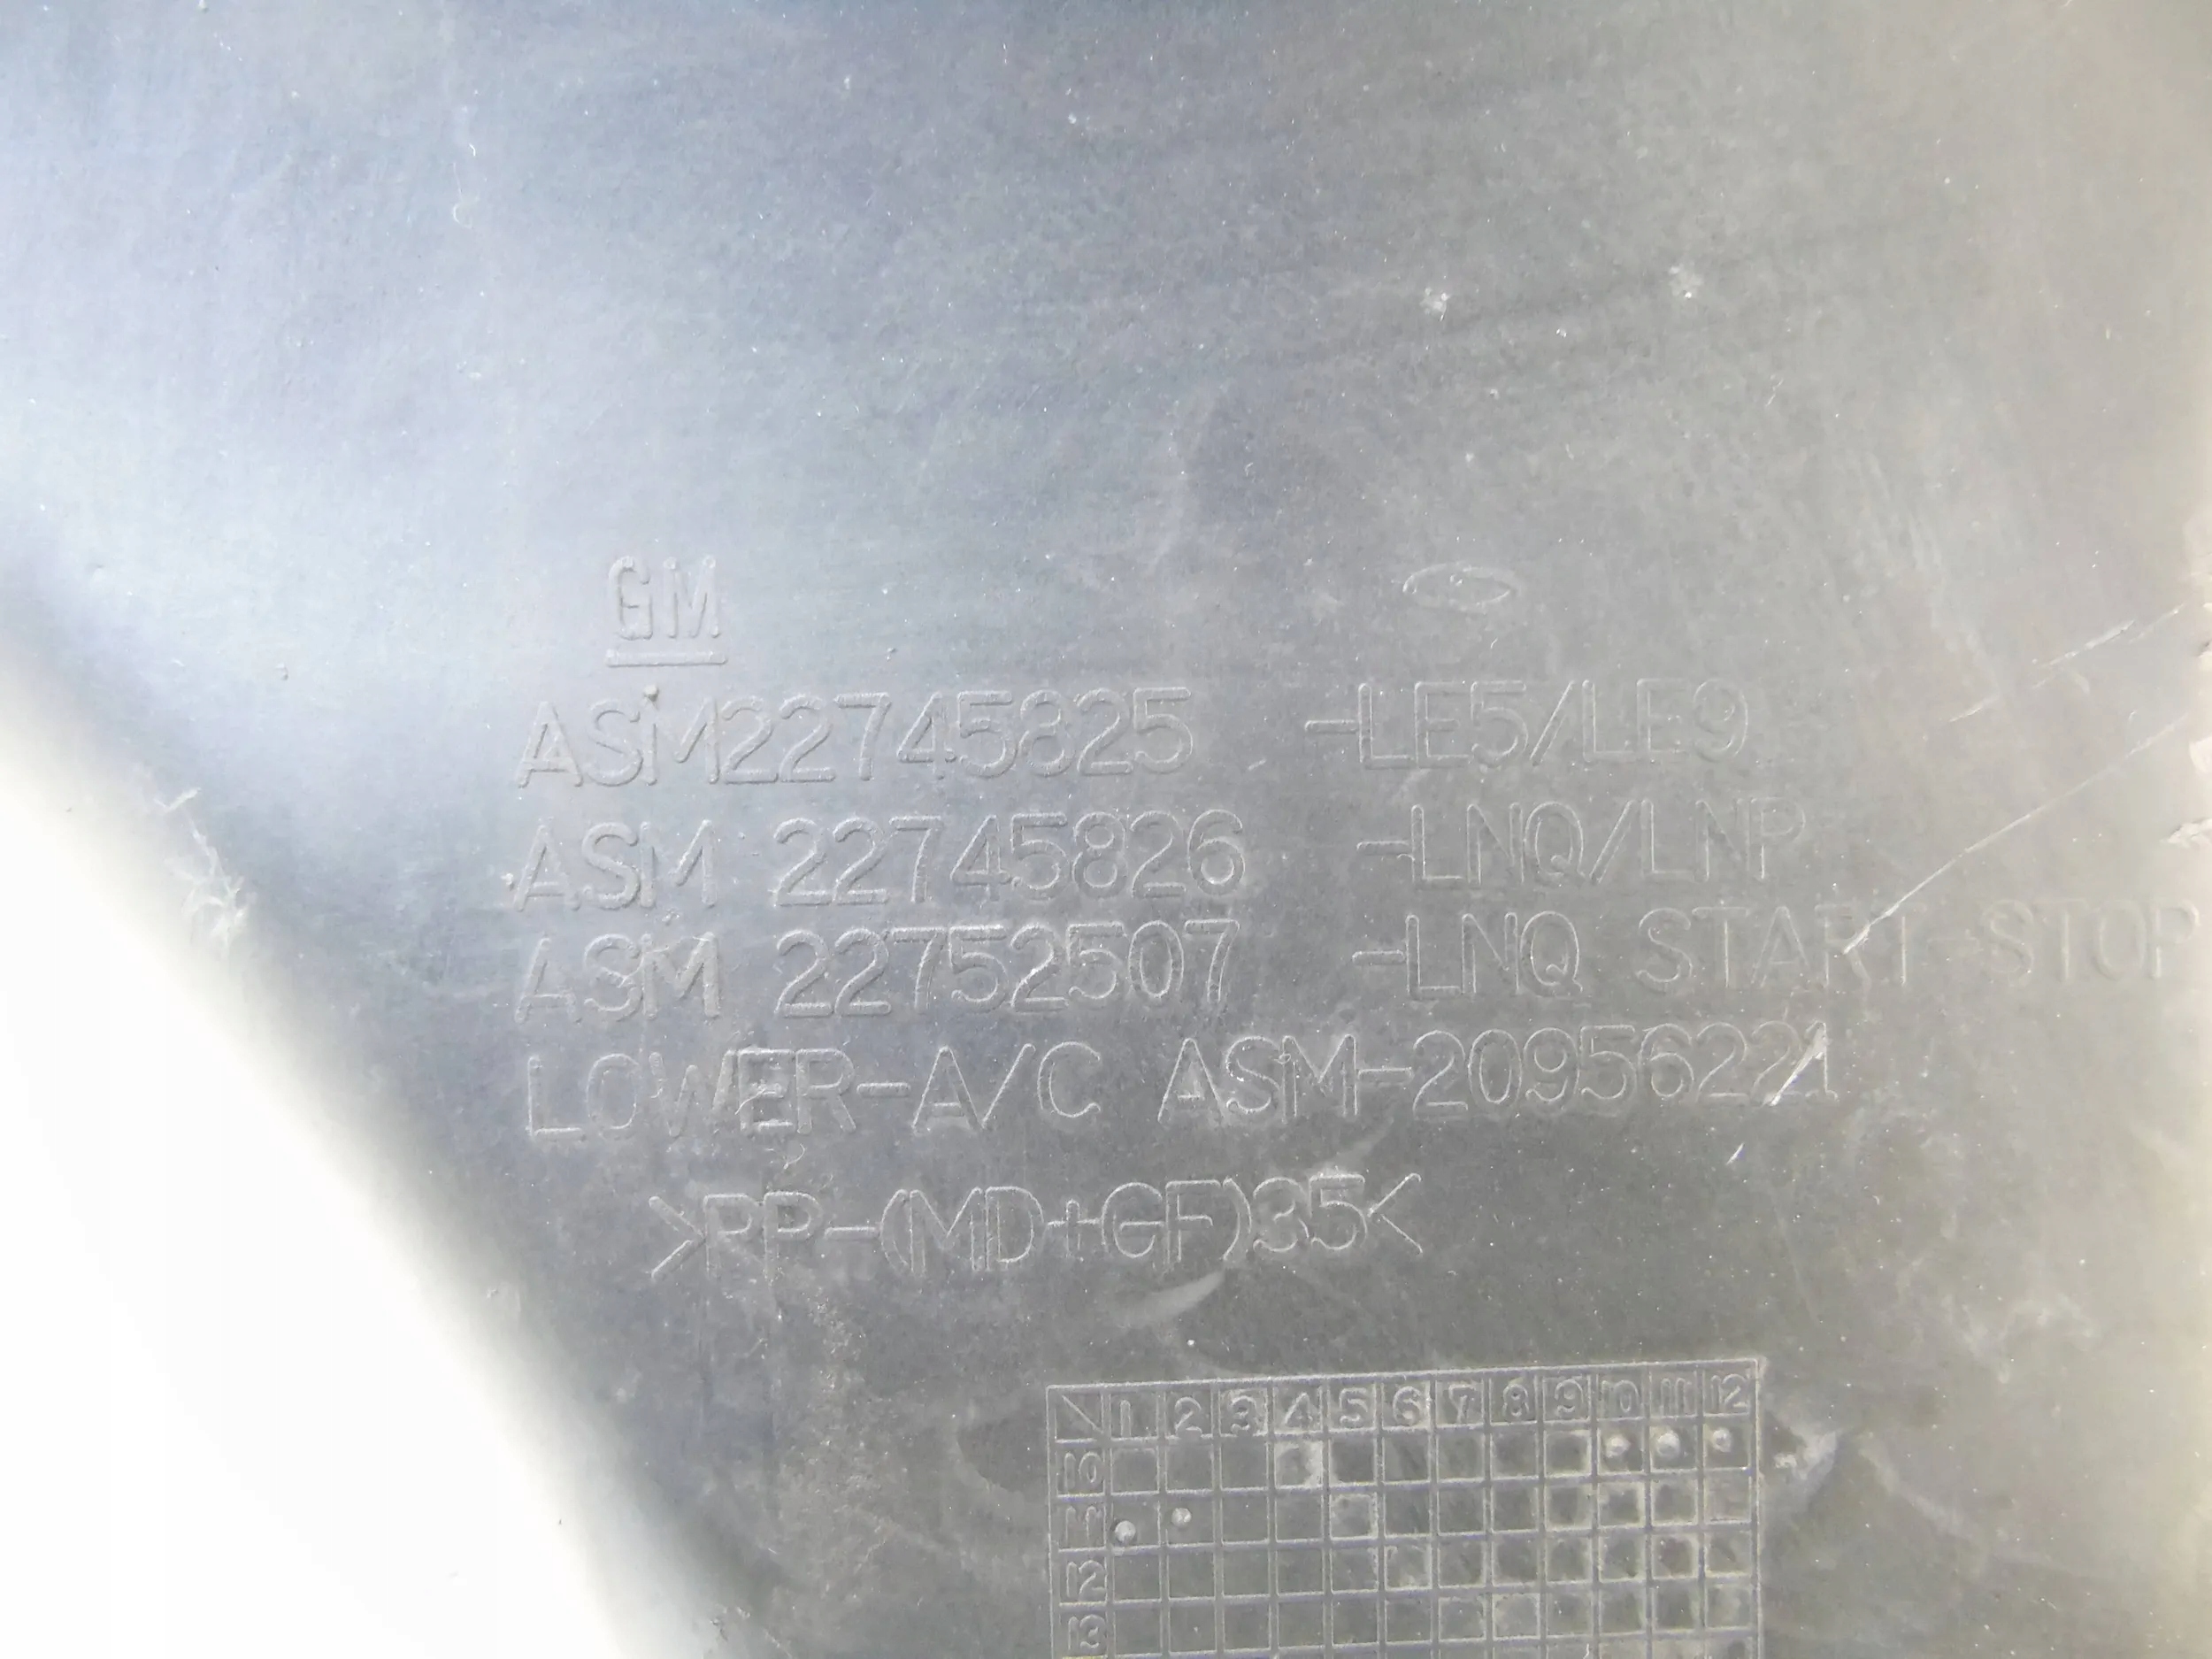 GM
ASM22745825 -LE5/LE9
ASM 22745826 -LNQ/LNP
ASM 22752507 -LNQ START-STOP
LOWER-A/C ASM-20956221
>PP-(MD+GF)35<
1 2 3 4 5 6 7 8 9 10 11 12
10
11
12
13